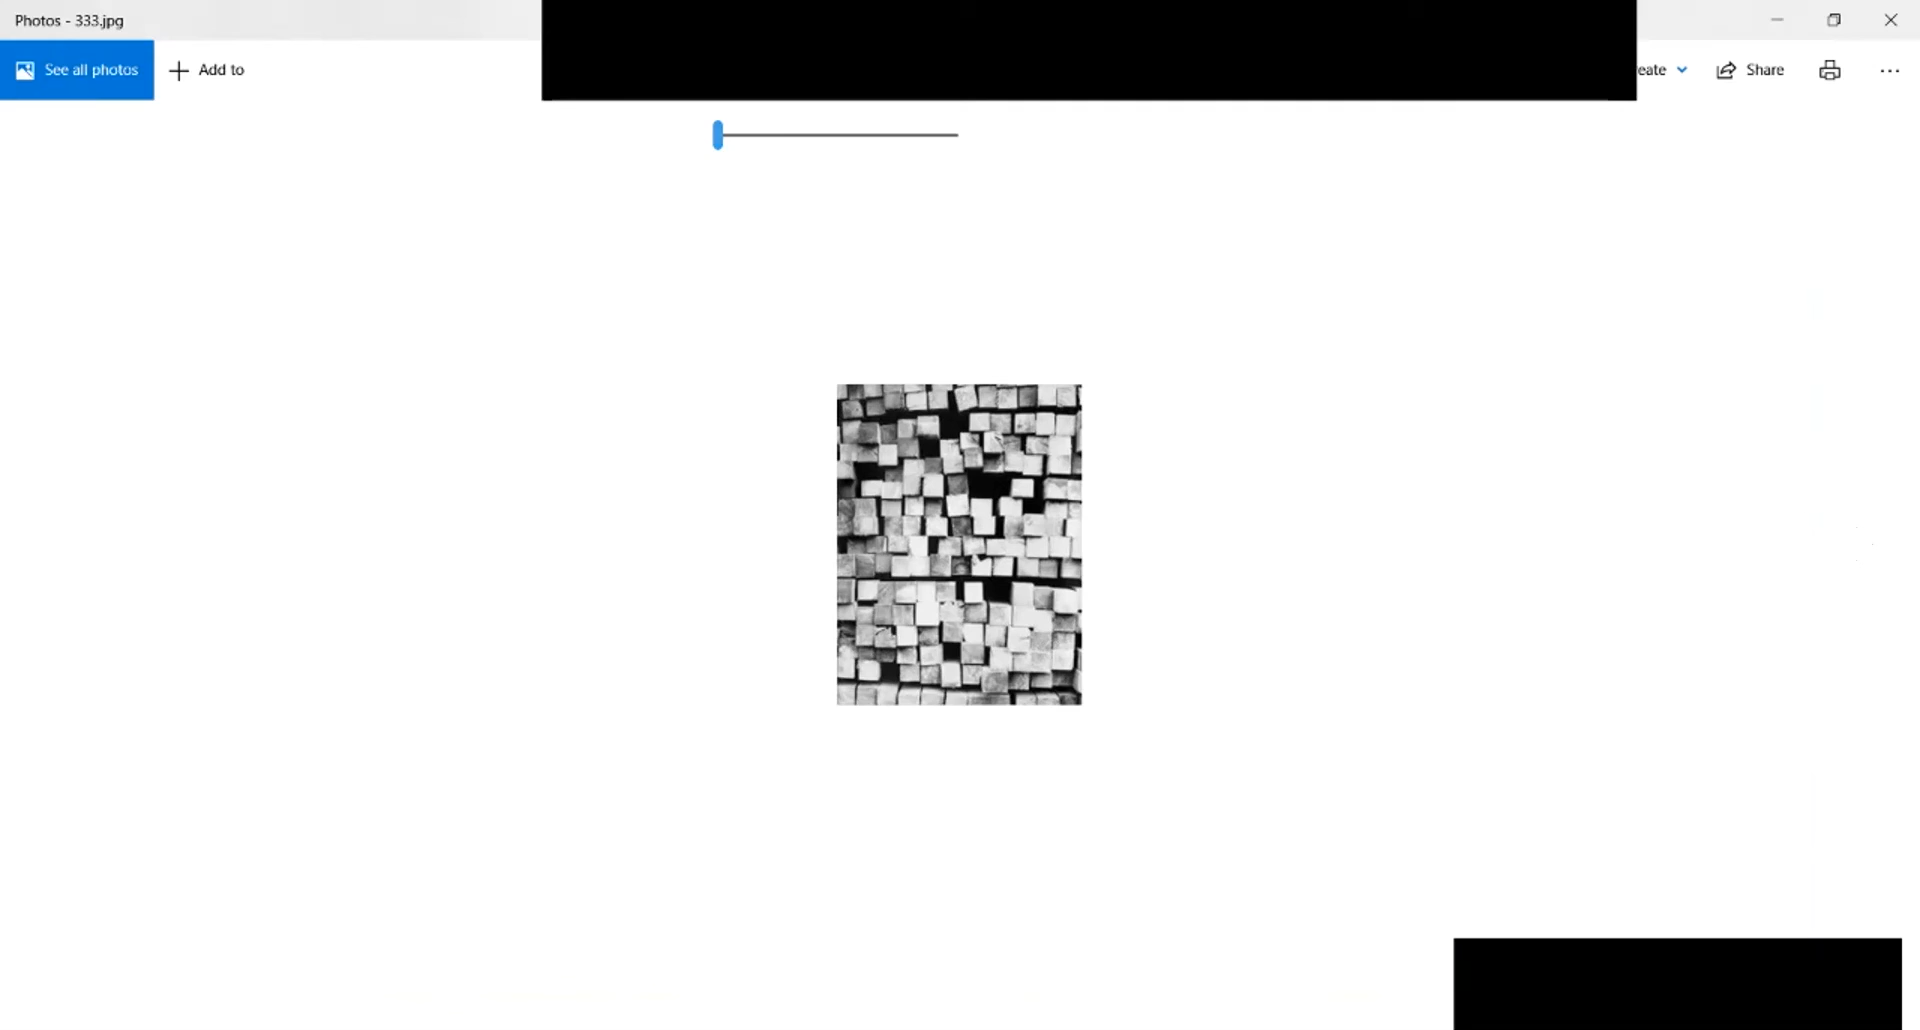 Photos - 333.jpg
See all photos
Add to
eate
Share